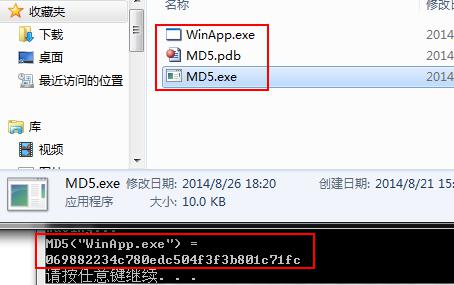 收藏夹
下载
桌面
最近访问的位置
库
视频
名称
WinApp.exe 2014/
MD5.pdb 2014/
MD5.exe 2014/
MD5.exe 修改日期: 2014/8/26 18:20 创建日期: 2014/8/21 15
应用程序 大小: 10.0 KB
MD5("WinApp.exe") =
069882234c780edc504f3f3b801c71fc
请按任意键继续. . .